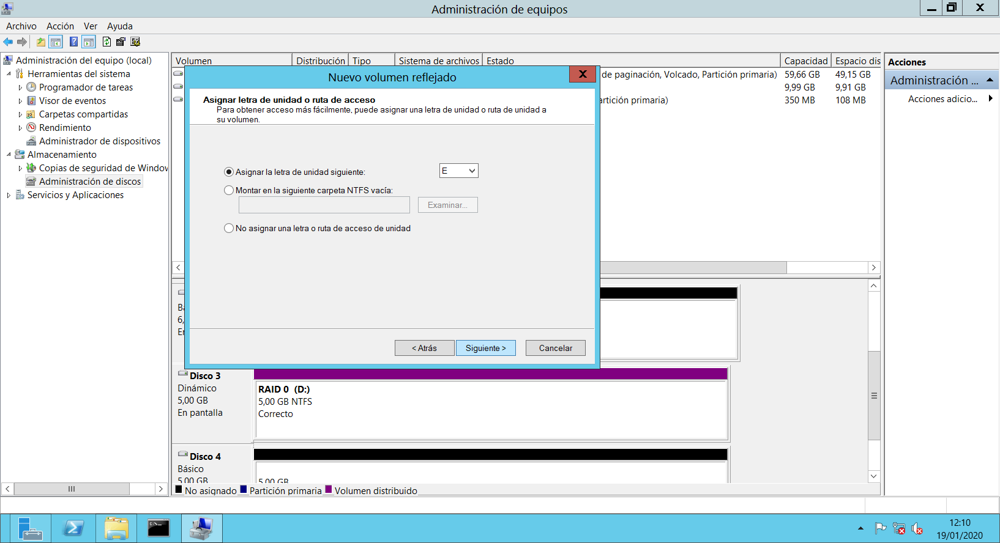 Administración de equipos
Archivo Acción Ver Ayuda
Administración del equipo (local)
Herramientas del sistema
Programador de tareas
Visor de eventos
Carpetas compartidas
Rendimiento
Administrador de dispositivos
Almacenamiento
Copias de seguridad de Window
Administración de discos
Servicios y Aplicaciones
Volumen Distribución Tipo Sistema de archivos Estado Capacidad Espacio dis
de paginación, Volcado, Partición primaria) 59,66 GB 49,15 GB
9,99 GB 9,91 GB
artición primaria) 350 MB 108 MB
Nuevo volumen reflejado
X
Asignar letra de unidad o ruta de acceso
Para obtener acceso más fácilmente, puede asignar una letra de unidad o ruta de unidad a
su volumen.
Asignar la letra de unidad siguiente: E
Montar en la siguiente carpeta NTFS vacía:
Examinar...
No asignar una letra o ruta de acceso de unidad
< Atrás Siguiente > Cancelar
6,
Disco 3
Dinámico
5,00 GB
En pantalla
RAID 0 (D:)
5,00 GB NTFS
Correcto
Disco 4
Básico
5,00 GB
5,00 GB
No asignado Partición primaria Volumen distribuido
Acciones
Administración ...
Acciones adicio...
12:10
19/01/2020